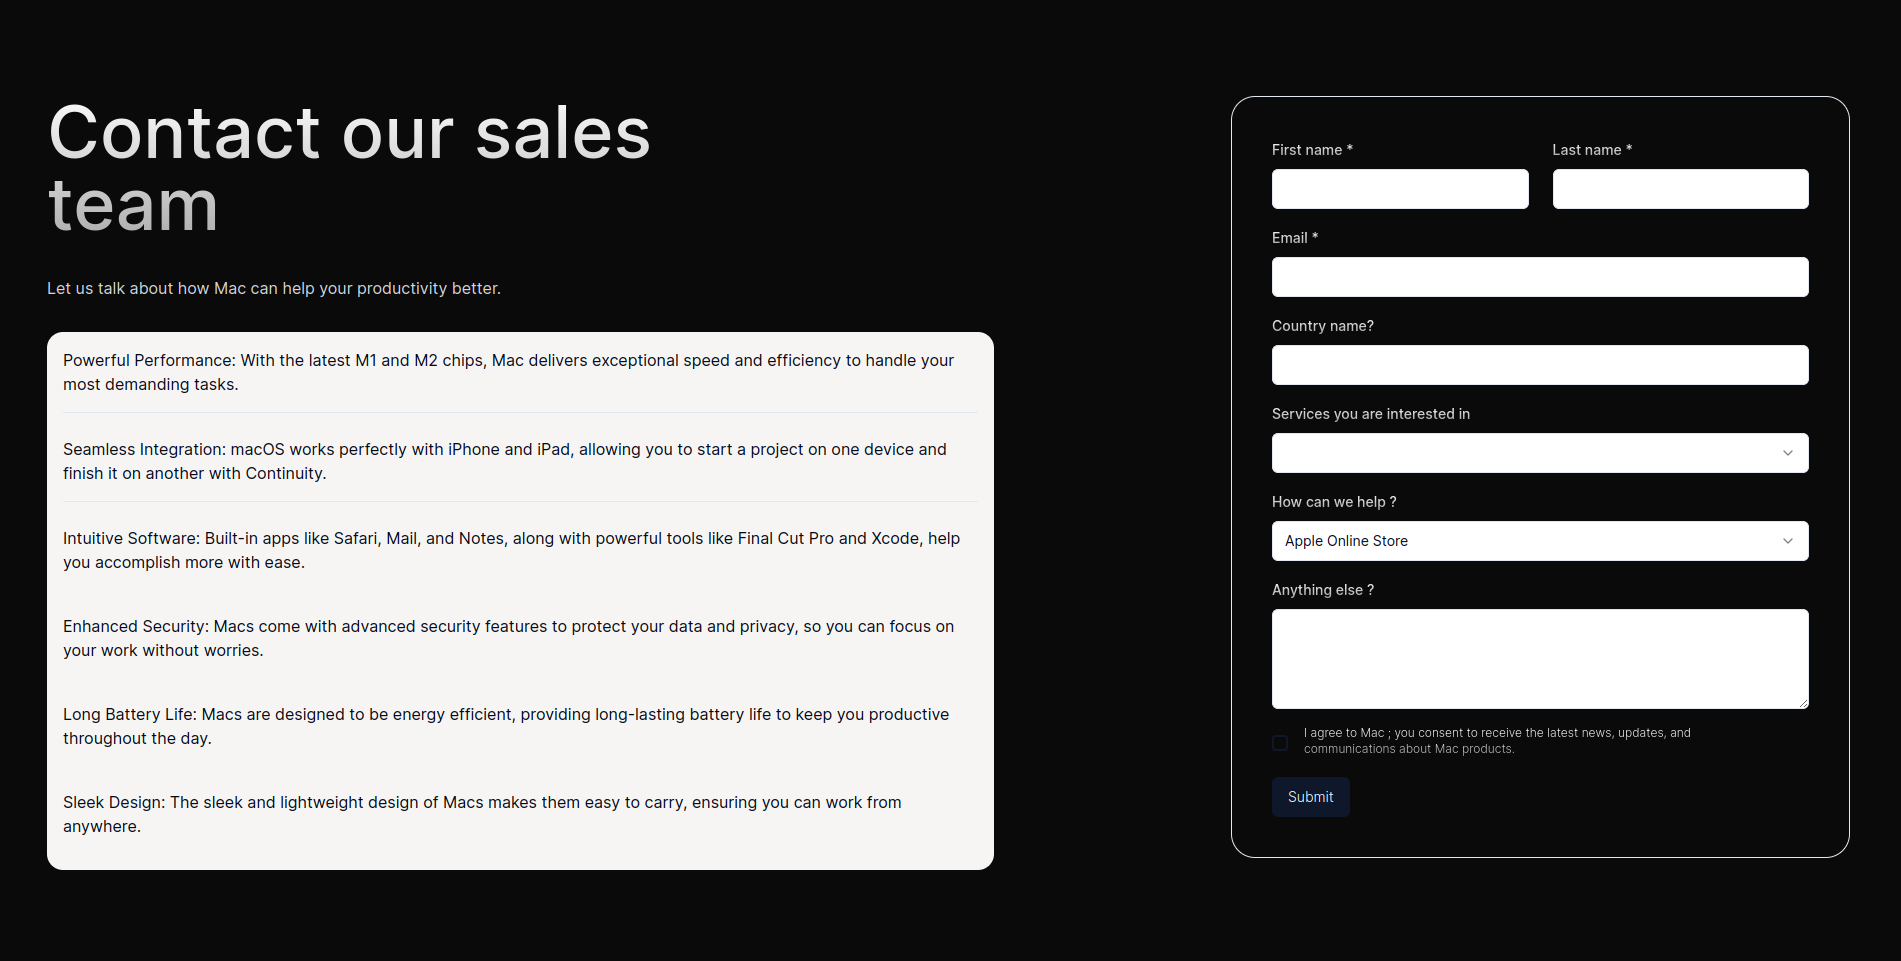 Contact our sales
team
Let us talk about how Mac can help your productivity better.
Powerful Performance: With the latest M1 and M2 chips, Mac delivers exceptional speed and efficiency to handle your
most demanding tasks.
Seamless Integration: macOS works perfectly with iPhone and iPad, allowing you to start a project on one device and
finish it on another with Continuity.
Intuitive Software: Built-in apps like Safari, Mail, and Notes, along with powerful tools like Final Cut Pro and Xcode, help
you accomplish more with ease.
Enhanced Security: Macs come with advanced security features to protect your data and privacy, so you can focus on
your work without worries.
Long Battery Life: Macs are designed to be energy efficient, providing long-lasting battery life to keep you productive
throughout the day.
Sleek Design: The sleek and lightweight design of Macs makes them easy to carry, ensuring you can work from
anywhere.
First name *
Last name *
Email *
Country name?
Services you are interested in
How can we help ?
Apple Online Store
Anything else ?
I agree to Mac ; you consent to receive the latest news, updates, and
communications about Mac products.
Submit